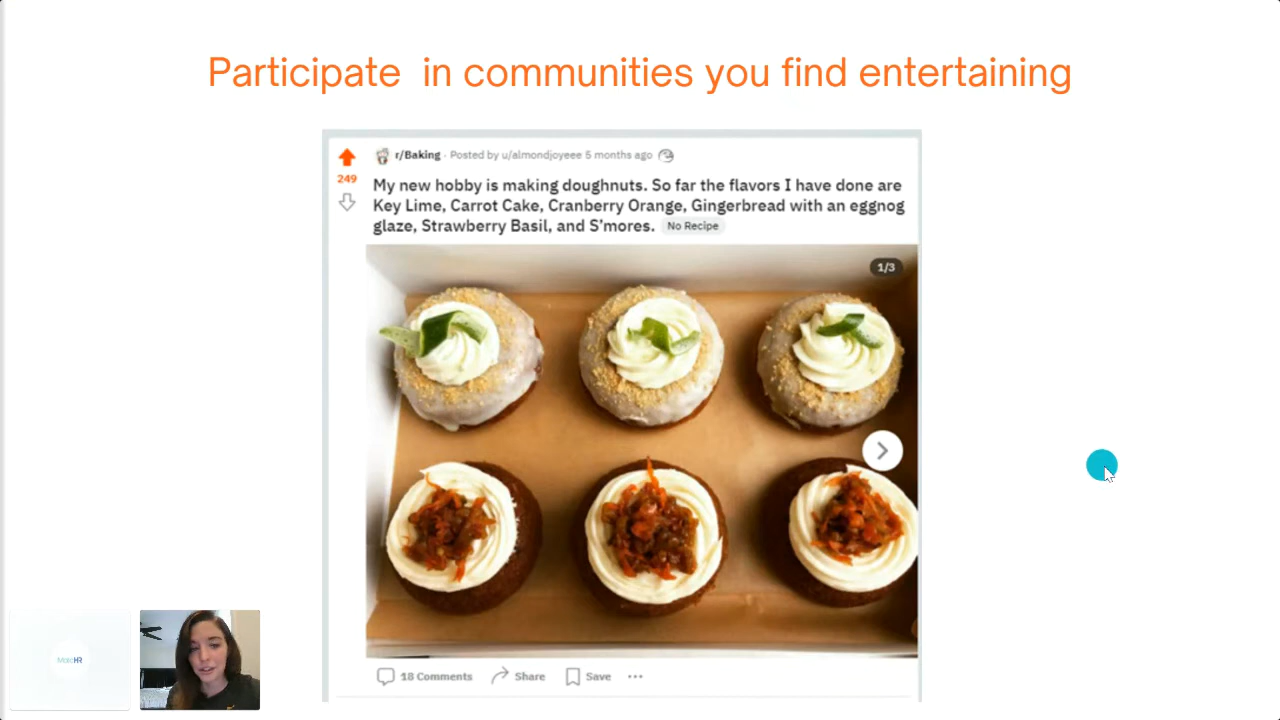 Participate in communities you find entertaining
r/Baking · Posted by u/almondjoyeee 5 months ago
249
My new hobby is making doughnuts. So far the flavors I have done are
Key Lime, Carrot Cake, Cranberry Orange, Gingerbread with an eggnog
glaze, Strawberry Basil, and S’mores. No Recipe
1/3
18 Comments Share Save